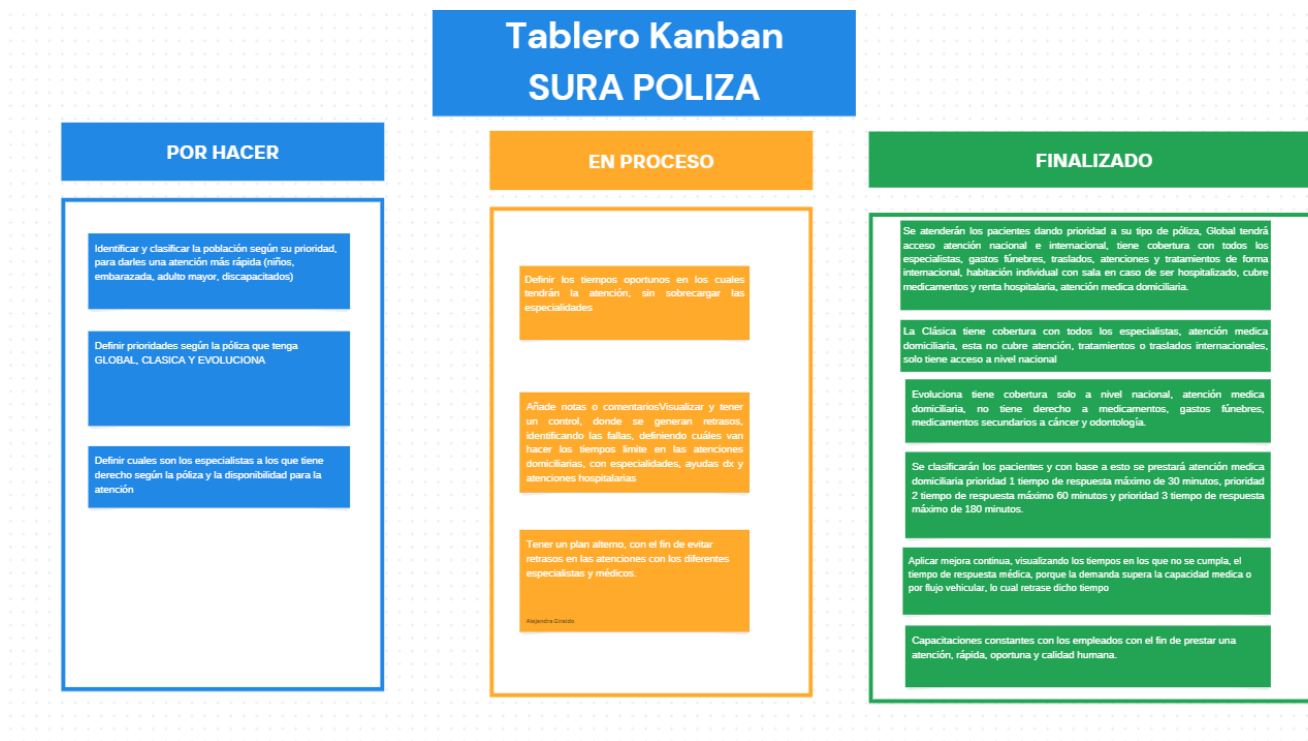 Tablero Kanban
SURA POLIZA
POR HACER
Identificar y clasificar la población según su prioridad,
para darles una atención más rápida (niños,
embarazada, adulto mayor, discapacitados)
Definir prioridades según la póliza que tenga
GLOBAL, CLASICA Y EVOLUCIONA
Definir cuales son los especialistas a los que tiene
derecho según la póliza y la disponibilidad para la
atención
EN PROCESO
Definir los tiempos oportunos en los cuales
tendrán la atención, sin sobrecargar las
especialidades
Añade notas o comentariosVisualizar y tener
un control, donde se generan retrasos,
identificando las fallas, definiendo cuáles van
hacer los tiempos limite en las atenciones
domiciliarias, con especialidades, ayudas dx y
atenciones hospitalarias
Tener un plan alterno, con el fin de evitar
retrasos en las atenciones con los diferentes
especialistas y médicos.
Alejandra Giraldo
FINALIZADO
Se atenderán los pacientes dando prioridad a su tipo de póliza, Global tendrá
acceso atención nacional e internacional, tiene cobertura con todos los
especialistas, gastos fúnebres, traslados, atenciones y tratamientos de forma
internacional, habitación individual con sala en caso de ser hospitalizado, cubre
medicamentos y renta hospitalaria, atención medica domiciliaria.
La Clásica tiene cobertura con todos los especialistas, atención medica
domiciliaria, esta no cubre atención, tratamientos o traslados internacionales,
solo tiene acceso a nivel nacional
Evoluciona tiene cobertura solo a nivel nacional, atención medica
domiciliaria, no tiene derecho a medicamentos, gastos fúnebres,
medicamentos secundarios a cáncer y odontología.
Se clasificarán los pacientes y con base a esto se prestará atención medica
domiciliaria prioridad 1 tiempo de respuesta máximo de 30 minutos, prioridad
2 tiempo de respuesta máximo 60 minutos y prioridad 3 tiempo de respuesta
máximo de 180 minutos.
Aplicar mejora continua, visualizando los tiempos en los que no se cumpla, el
tiempo de respuesta médica, porque la demanda supera la capacidad medica o
por flujo vehicular, lo cual retrase dicho tiempo
Capacitaciones constantes con los empleados con el fin de prestar una
atención, rápida, oportuna y calidad humana.